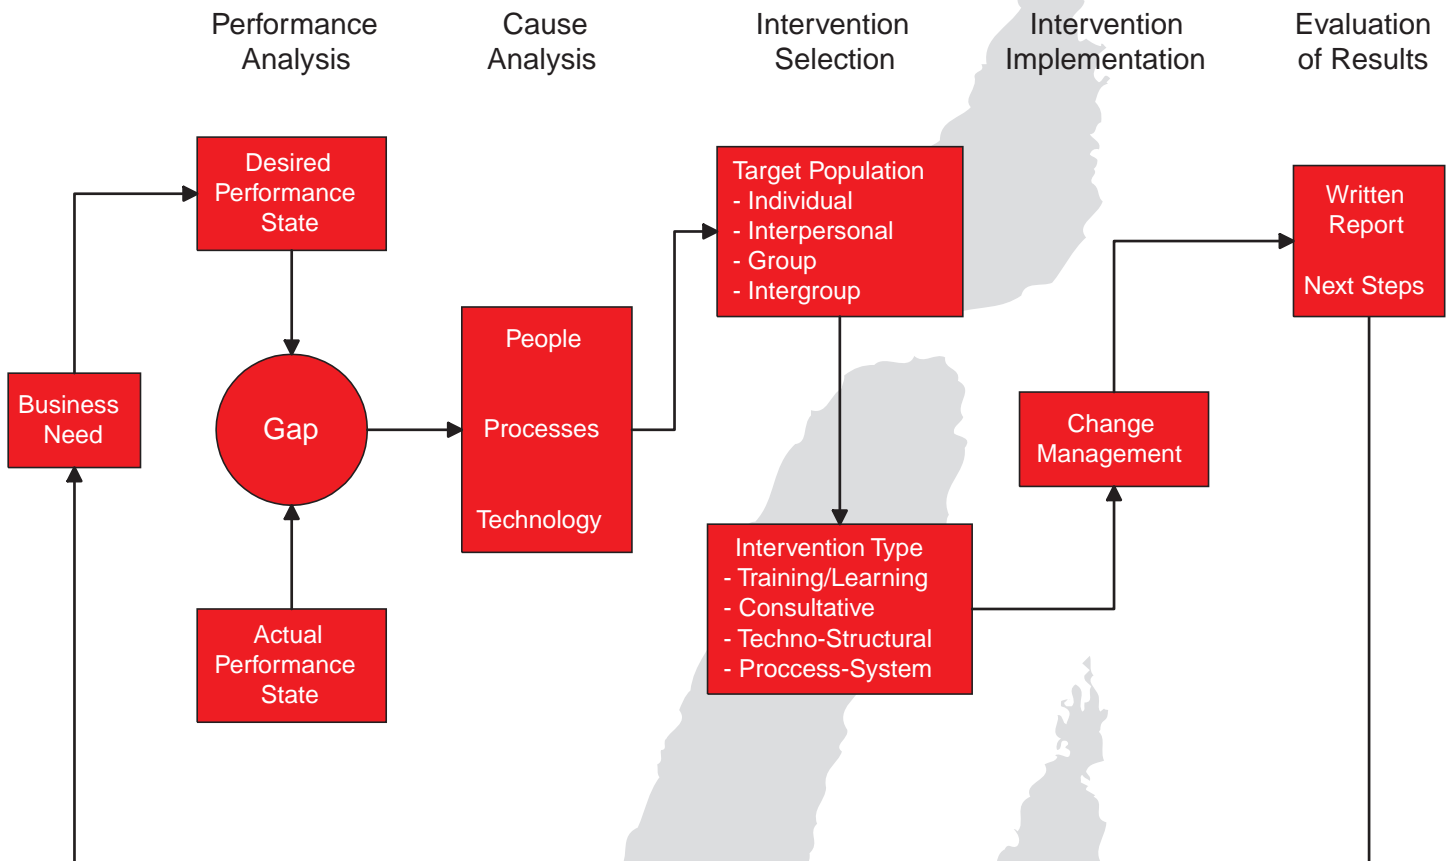 Performance
Analysis
Cause
Analysis
Intervention
Selection
Intervention
Implementation
Evaluation
of Results
Business
Need
Desired
Performance
State
Gap
Actual
Performance
State
People
Processes
Technology
Target Population
- Individual
- Interpersonal
- Group
- Intergroup
Intervention Type
- Training/Learning
- Consultative
- Techno-Structural
- Proccess-System
Change
Management
Written
Report
Next Steps